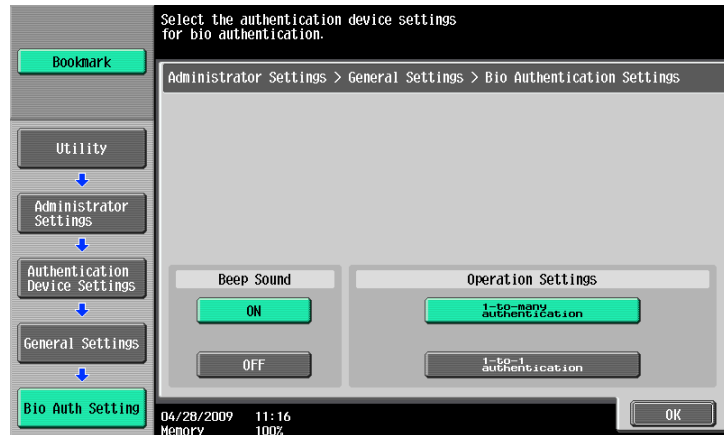 Select the authentication device settings
for bio authentication.
Bookmark
Administrator Settings > General Settings > Bio Authentication Settings
Utility
Administrator
Settings
Authentication
Device Settings
General Settings
Bio Auth Setting
Beep Sound
ON
OFF
Operation Settings
1-to-many
authentication
1-to-1
authentication
04/28/2009 11:16
Memory 100%
OK